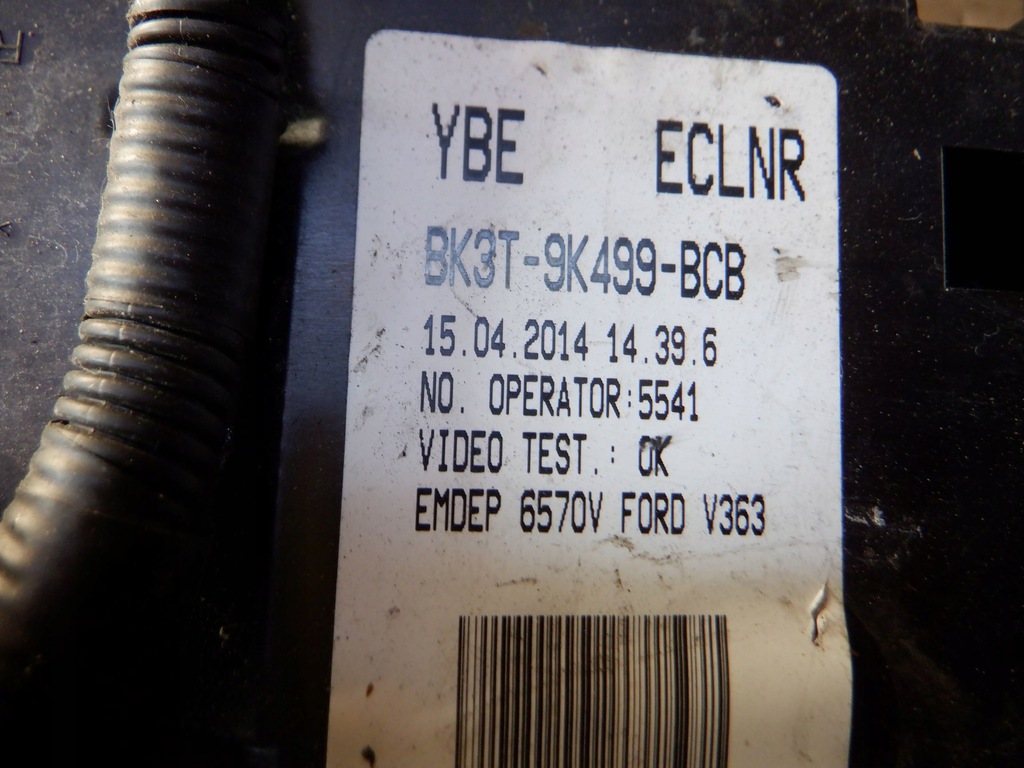 YBE ECLNR
BK3T-9K499-BCB
15.04.2014 14.39.6
NO. OPERATOR:5541
VIDEO TEST.: OK
EMDEP 6570V FORD V363